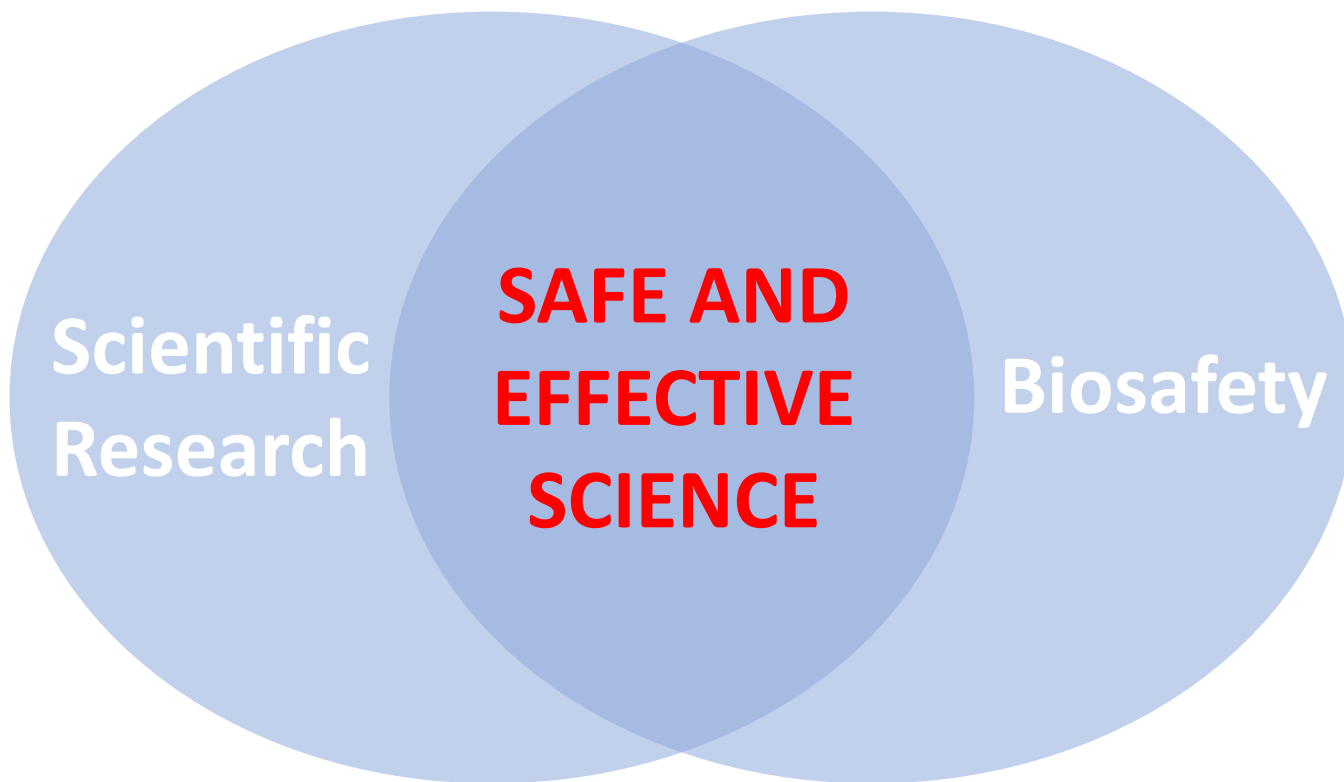 Scientific
Research
SAFE AND
EFFECTIVE
SCIENCE
Biosafety